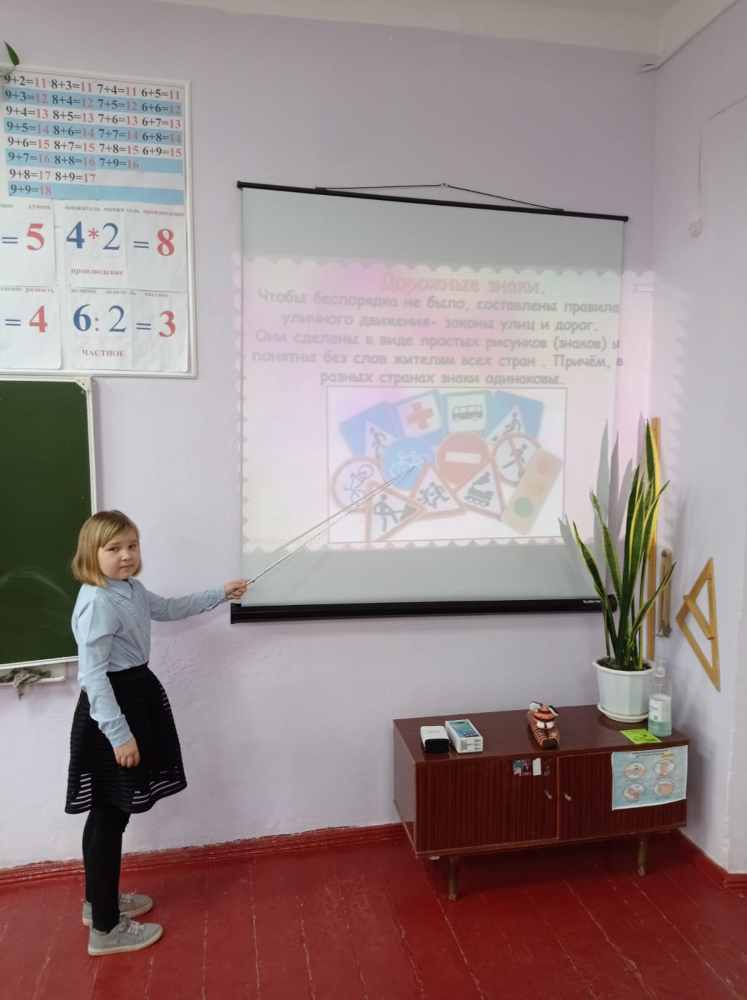 9+2=11 8+3=11 7+4=11 6+5=11
9+3=12 8+4=12 7+5=12 6+6=12
9+4=13 8+5=13 7+6=13 6+7=13
9+5=14 8+6=14 7+7=14 6+8=14
9+6=15 8+7=15 7+8=15 6+9=15
9+7=16 8+8=16 7+9=16
9+8=17 8+9=17
9+9=18
сумма
= 5
множитель множитель произведение
4*2 = 8
произведение
разность
= 4
делимое делитель частное
6:2 = 3
ЧАСТНОЕ
Дорожные знаки.
Чтобы беспорядка не было, составлены правила
уличного движения- законы улиц и дорог.
Они сделаны в виде простых рисунков (знаков) и
понятны без слов жителям всех стран . Причём, в
разных странах знаки одинаковы.